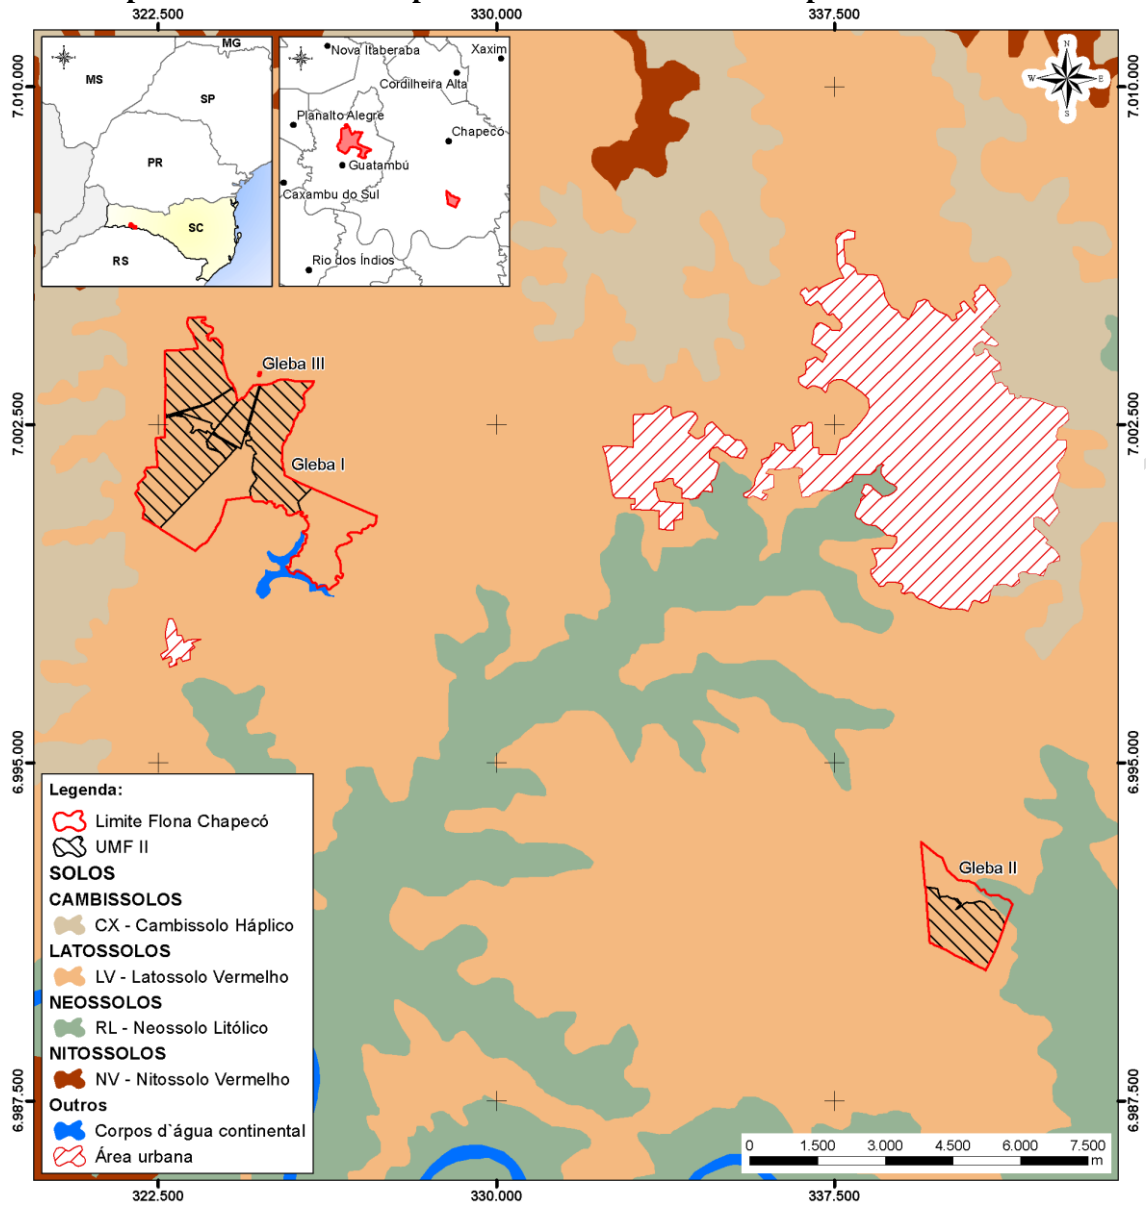 322.500
330.000
337.500
7.010.000
7.002.500
6.995.000
6.987.500
MG
MS
SP
PR
SC
RS
Nova Itaberaba
Xaxim
Cordilheira Alta
Planalto Alegre
Chapecó
Guatambú
Caxambu do Sul
Rio dos Índios
N
W
E
S
7.010.000
7.002.500
6.995.000
6.987.500
Gleba III
Gleba I
Gleba II
Legenda:
Limite Flona Chapecó
UMF II
SOLOS
CAMBISSOLOS
CX - Cambissolo Háplico
LATOSSOLOS
LV - Latossolo Vermelho
NEOSSOLOS
RL - Neossolo Litólico
NITOSSOLOS
NV - Nitossolo Vermelho
Outros
Corpos d`água continental
Área urbana
0 1.500 3.000 4.500 6.000 7.500
m
322.500
330.000
337.500